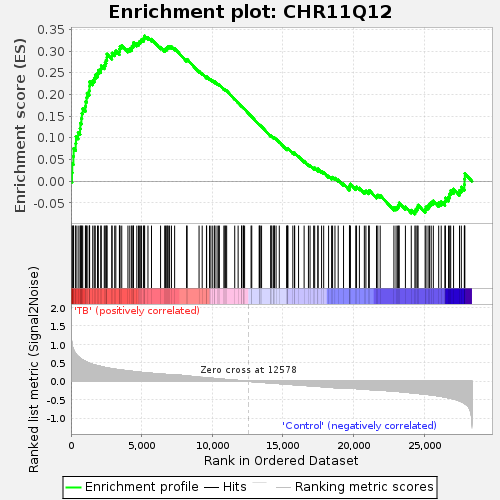 Enrichment plot: CHR11Q12
Enrichment score (ES)
0.35
0.30
0.25
0.20
0.15
0.10
0.05
0.00
-0.05
'TB' (positively correlated)
Ranked list metric (Signal2Noise)
2.0
1.5
1.0
0.5
0.0
-0.5
-1.0
Zero cross at 12578
'Control' (negatively correlated)
0 5,000 10,000 15,000 20,000 25,000
Rank in Ordered Dataset
Enrichment profile Hits Ranking metric scores